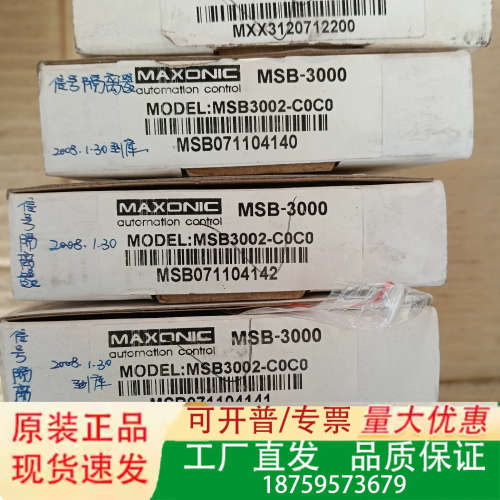 MXX3120712200
MAXONIC MSB-3000
automation control
信号隔离器
MODEL:MSB3002-C0C0
2008.1.30到库
MSB071104140
MAXONIC MSB-3000
automation control
信号隔离器
2008.1.30
MODEL:MSB3002-C0C0
MSB071104142
MAXONIC MSB-3000
automation control
信号隔离
2008.1.30
到库
MODEL:MSB3002-C0C0
MSB071104141
原装正品
现货速发
可开普/专票 量大优惠
工厂直发 品质保证
18759573679